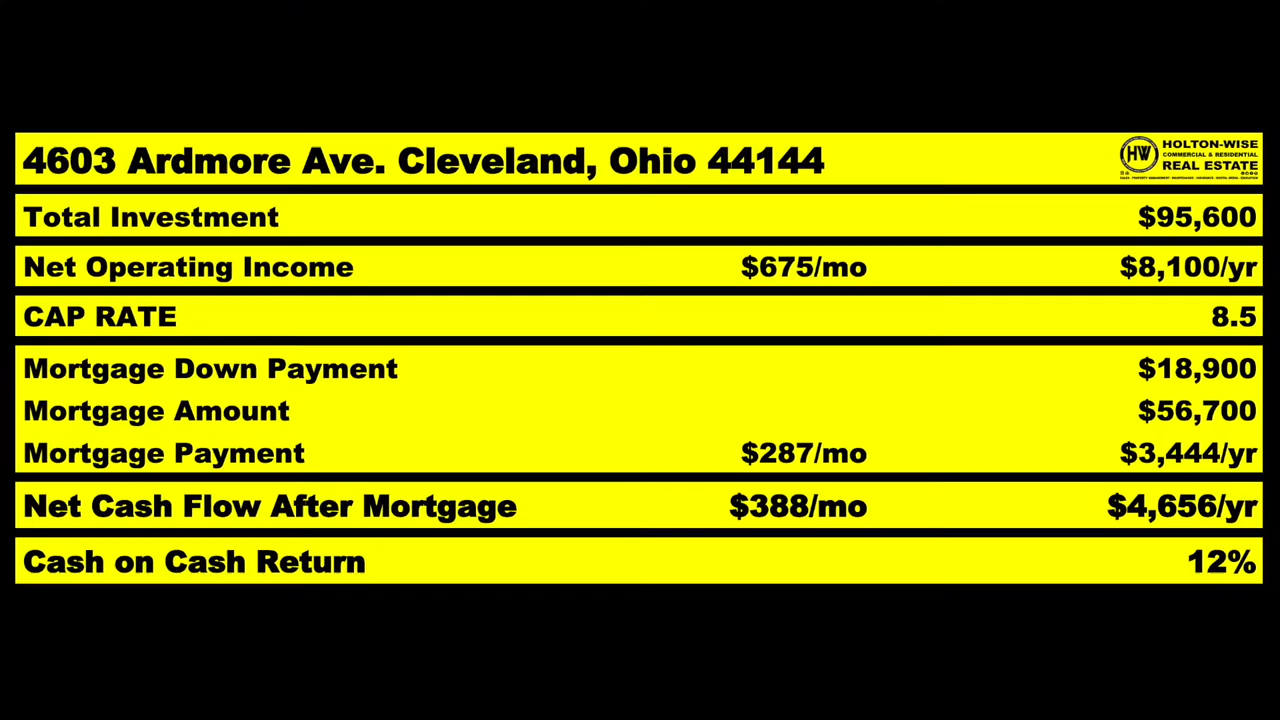 4603 Ardmore Ave. Cleveland, Ohio 44144
HW
HOLTON-WISE
COMMERCIAL & RESIDENTIAL
REAL ESTATE
Total Investment $95,600
Net Operating Income $675/mo $8,100/yr
CAP RATE 8.5
Mortgage Down Payment $18,900
Mortgage Amount $56,700
Mortgage Payment $287/mo $3,444/yr
Net Cash Flow After Mortgage $388/mo $4,656/yr
Cash on Cash Return 12%